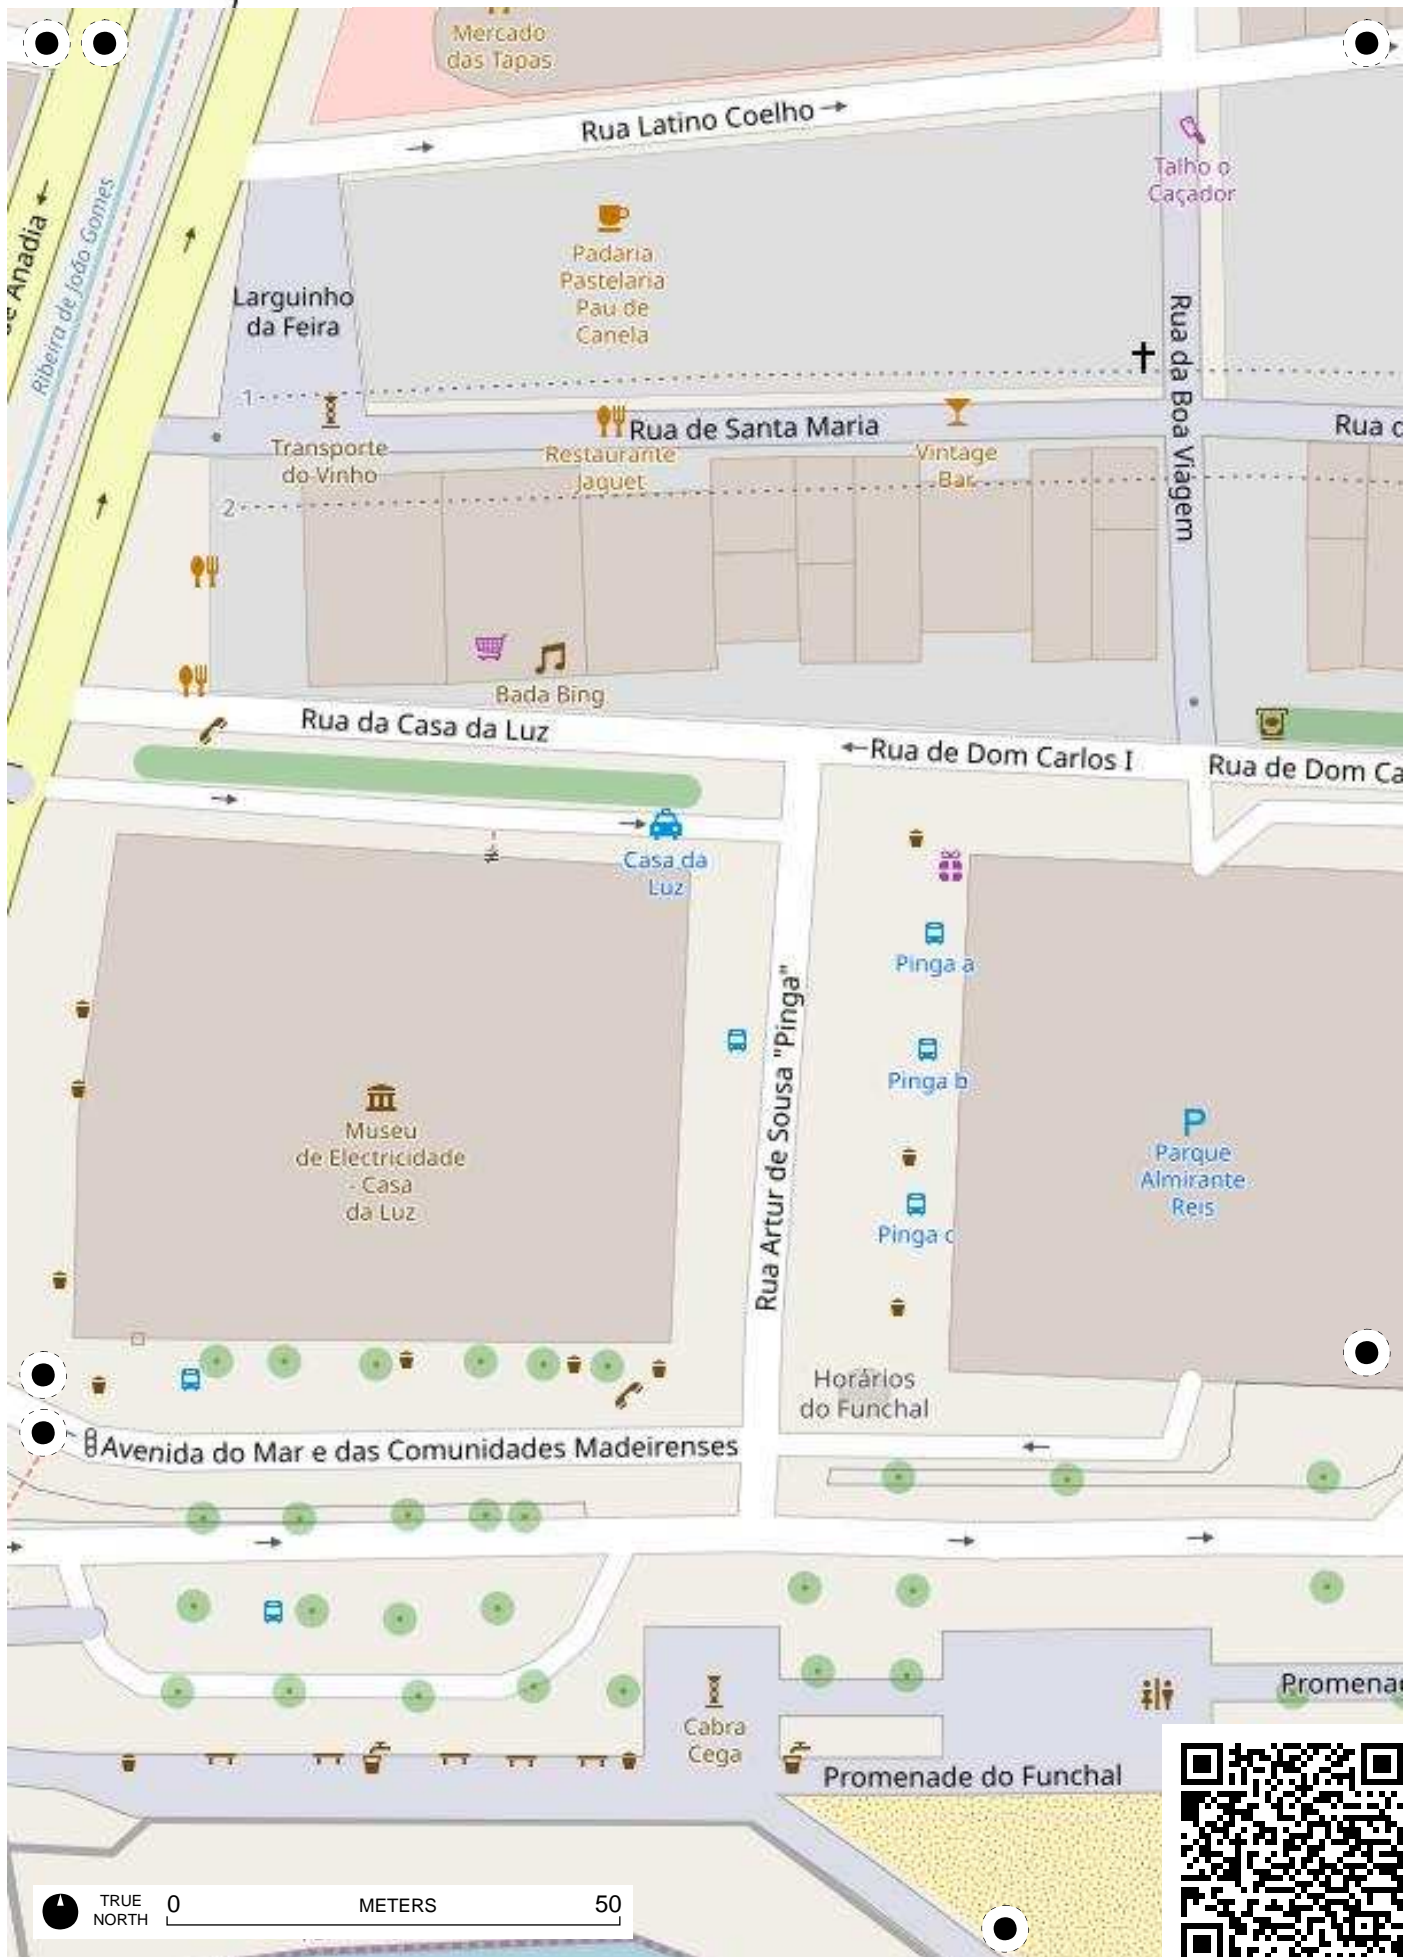 Mercado
das Tapas
Rua Latino Coelho
Talho o
Caçador
Anadia
Ribeira de João Gomes
Padaria
Pastelaria
Pau de
Canela
Larguinho
da Feira
Rua da Boa Viagem
1
Transporte
do Vinho
Rua de Santa Maria
Restaurante
Jaquet
Vintage
Bar
Rua d
2
Bada Bing
Rua da Casa da Luz
Rua de Dom Carlos I
Rua de Dom Ca
Casa da
Luz
Pinga a
Rua Artur de Sousa "Pinga"
Pinga b
Museu
de Electricidade
- Casa
da Luz
P
Parque
Almirante
Reis
Pinga c
Horários
do Funchal
Avenida do Mar e das Comunidades Madeirenses
Promenad
Cabra
Cega
Promenade do Funchal
TRUE
NORTH
0 METERS 50